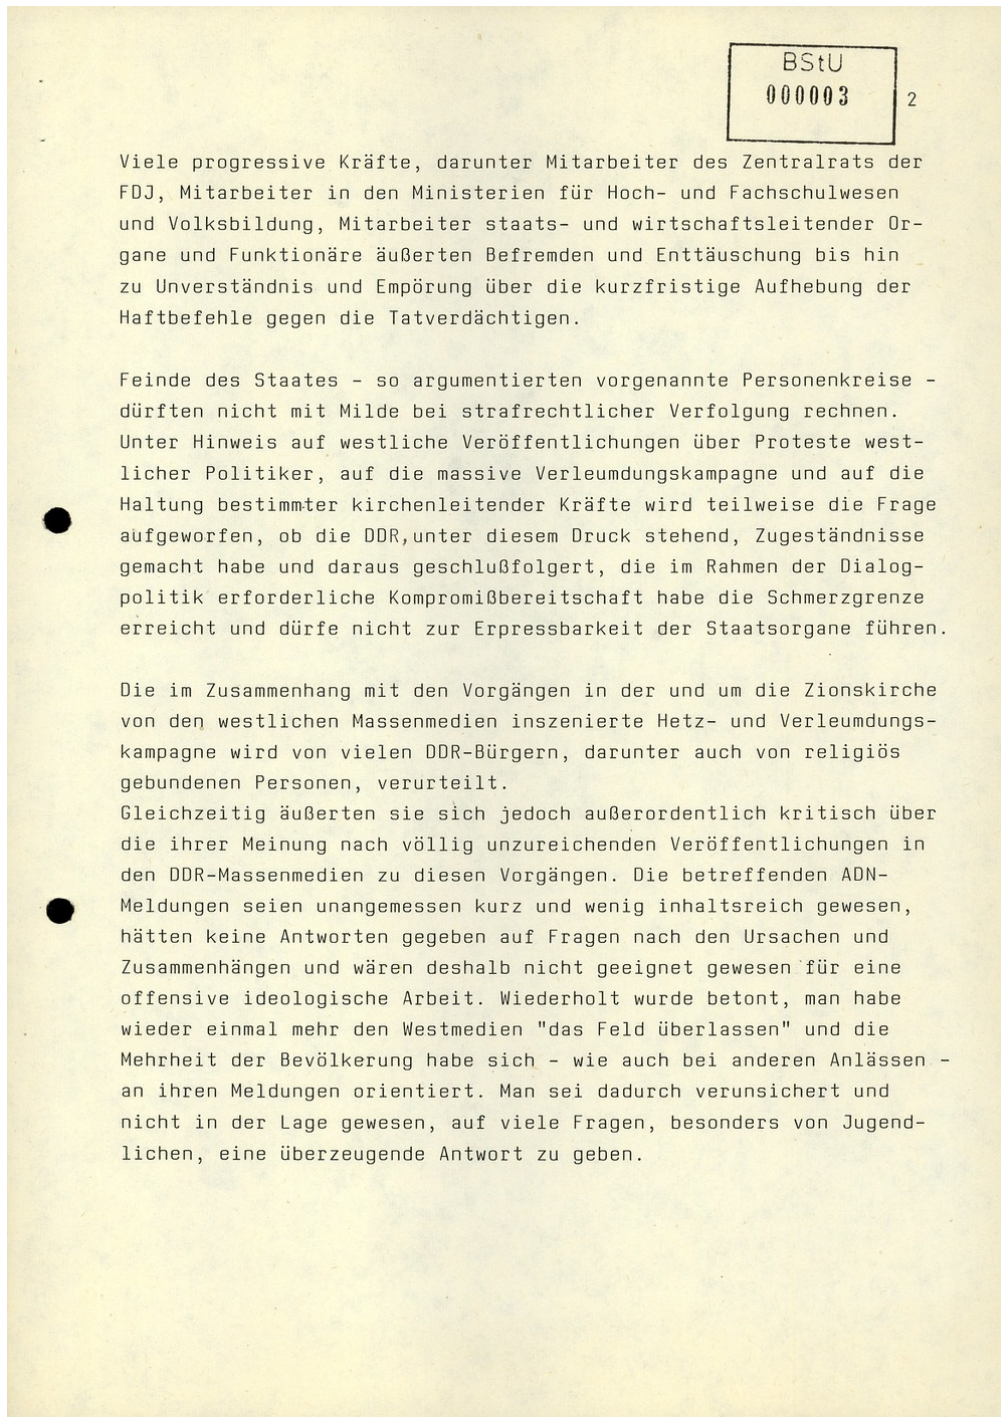 BStU
000003
2
Viele progressive Kräfte, darunter Mitarbeiter des Zentralrats der
FDJ, Mitarbeiter in den Ministerien für Hoch- und Fachschulwesen
und Volksbildung, Mitarbeiter staats- und wirtschaftsleitender Or-
gane und Funktionäre äußerten Befremden und Enttäuschung bis hin
zu Unverständnis und Empörung über die kurzfristige Aufhebung der
Haftbefehle gegen die Tatverdächtigen.
Feinde des Staates - so argumentierten vorgenannte Personenkreise -
dürften nicht mit Milde bei strafrechtlicher Verfolgung rechnen.
Unter Hinweis auf westliche Veröffentlichungen über Proteste west-
licher Politiker, auf die massive Verleumdungskampagne und auf die
Haltung bestimmter kirchenleitender Kräfte wird teilweise die Frage
aufgeworfen, ob die DDR, unter diesem Druck stehend, Zugeständnisse
gemacht habe und daraus geschlußfolgert, die im Rahmen der Dialog-
politik erforderliche Kompromißbereitschaft habe die Schmerzgrenze
erreicht und dürfe nicht zur Erpressbarkeit der Staatsorgane führen.
Die im Zusammenhang mit den Vorgängen in der und um die Zionskirche
von den westlichen Massenmedien inszenierte Hetz- und Verleumdungs-
kampagne wird von vielen DDR-Bürgern, darunter auch von religiös
gebundenen Personen, verurteilt.
Gleichzeitig äußerten sie sich jedoch außerordentlich kritisch über
die ihrer Meinung nach völlig unzureichenden Veröffentlichungen in
den DDR-Massenmedien zu diesen Vorgängen. Die betreffenden ADN-
Meldungen seien unangemessen kurz und wenig inhaltsreich gewesen,
hätten keine Antworten gegeben auf Fragen nach den Ursachen und
Zusammenhängen und wären deshalb nicht geeignet gewesen für eine
offensive ideologische Arbeit. Wiederholt wurde betont, man habe
wieder einmal mehr den Westmedien "das Feld überlassen" und die
Mehrheit der Bevölkerung habe sich - wie auch bei anderen Anlässen -
an ihren Meldungen orientiert. Man sei dadurch verunsichert und
nicht in der Lage gewesen, auf viele Fragen, besonders von Jugend-
lichen, eine überzeugende Antwort zu geben.